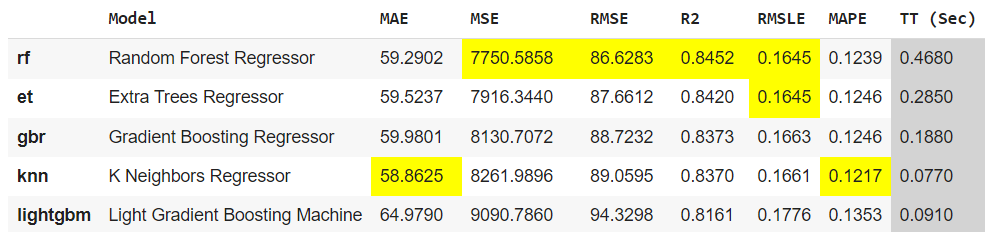 Model MAE MSE RMSE R2 RMSLE MAPE TT (Sec)
rf Random Forest Regressor 59.2902 7750.5858 86.6283 0.8452 0.1645 0.1239 0.4680
et Extra Trees Regressor 59.5237 7916.3440 87.6612 0.8420 0.1645 0.1246 0.2850
gbr Gradient Boosting Regressor 59.9801 8130.7072 88.7232 0.8373 0.1663 0.1246 0.1880
knn K Neighbors Regressor 58.8625 8261.9896 89.0595 0.8370 0.1661 0.1217 0.0770
lightgbm Light Gradient Boosting Machine 64.9790 9090.7860 94.3298 0.8161 0.1776 0.1353 0.0910